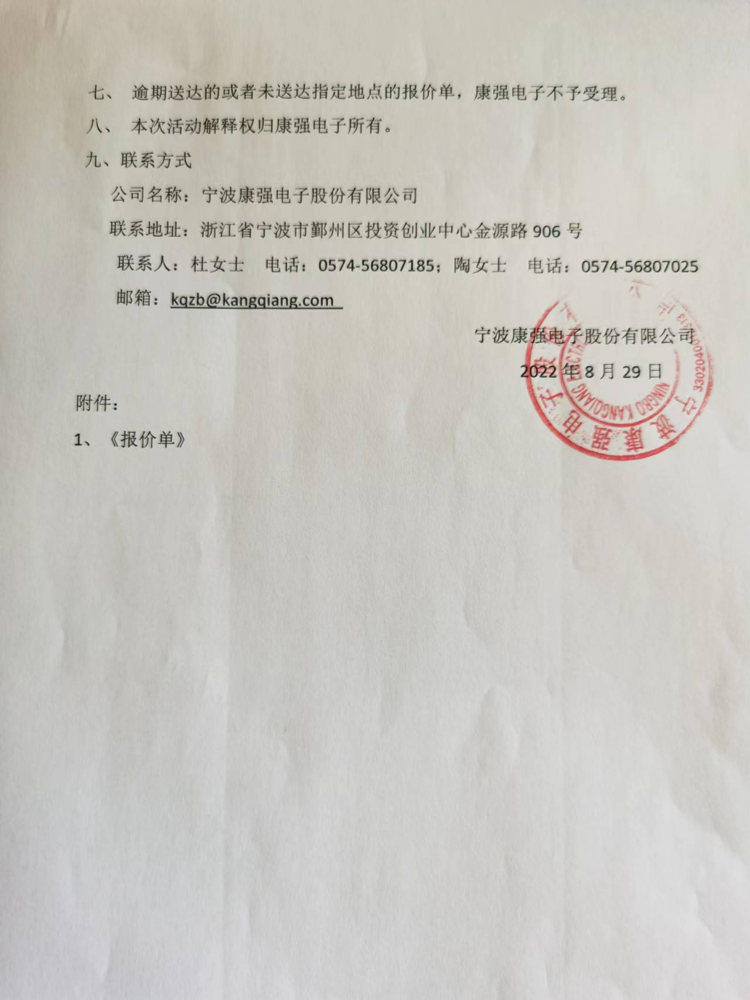 七、 逾期送达的或者未送达指定地点的报价单，康强电子不予受理。
八、 本次活动解释权归康强电子所有。
九、联系方式
公司名称：宁波康强电子股份有限公司
联系地址：浙江省宁波市鄞州区投资创业中心金源路 906 号
联系人：杜女士 电话：0574-56807185；陶女士 电话：0574-56807025
邮箱：kqzb@kangqiang.com
宁波康强电子股份有限公司
2022 年 8 月 29 日
附件：
1、《报价单》
宁波康强电子股
NINGBO KANGQIANG